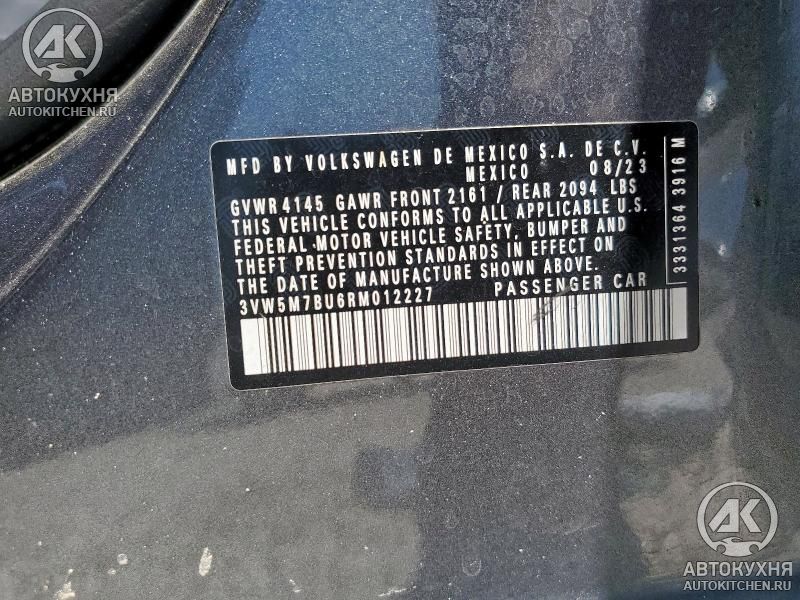 AK
АВТОКУХНЯ
AUTOKITCHEN.RU
MFD BY VOLKSWAGEN DE MEXICO S.A. DE C.V.
MEXICO 08/23
GVWR 4145 GAWR FRONT 2161 / REAR 2094 LBS
THIS VEHICLE CONFORMS TO ALL APPLICABLE U.S.
FEDERAL MOTOR VEHICLE SAFETY, BUMPER AND
THEFT PREVENTION STANDARDS IN EFFECT ON
THE DATE OF MANUFACTURE SHOWN ABOVE.
3VW5M7BU6RM012227 PASSENGER CAR
3331364 3916 M
AK
АВТОКУХНЯ
AUTOKITCHEN.RU